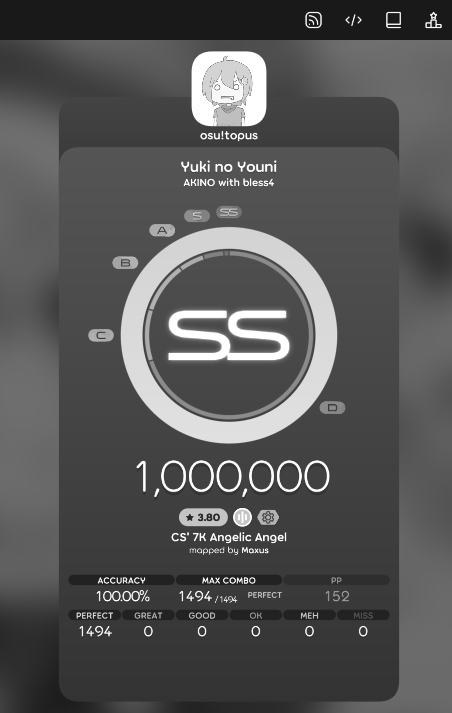 osu!topus
Yuki no Youni
AKINO with bless4
SS
S
A
B
C
D
SS
1,000,000
★ 3.80
CS' 7K Angelic Angel
mapped by Maxus
ACCURACY MAX COMBO PP
100.00% 1494 / 1494 PERFECT 152
PERFECT GREAT GOOD OK MEH MISS
1494 0 0 0 0 0